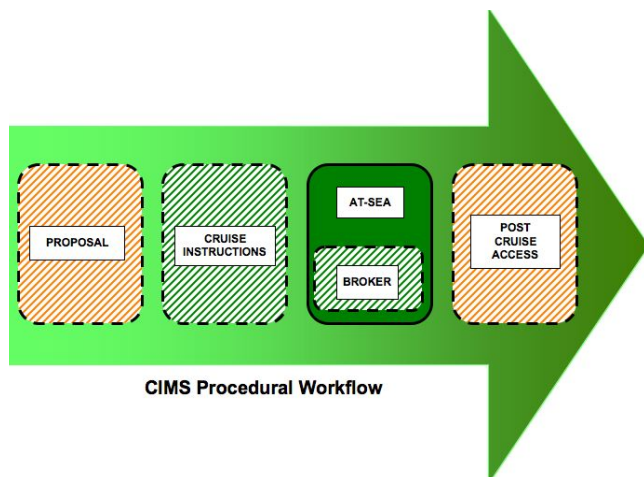 PROPOSAL
CRUISE
INSTRUCTIONS
AT-SEA
BROKER
POST
CRUISE
ACCESS
CIMS Procedural Workflow